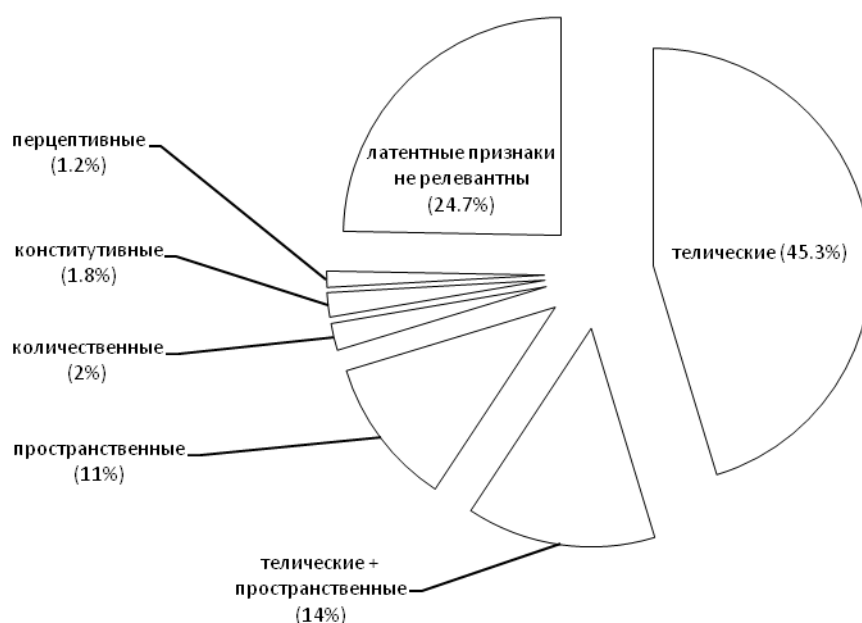 перцептивные
(1.2%)
латентные признаки
не релевантны
(24.7%)
конститутивные
(1.8%)
телические (45.3%)
количественные
(2%)
пространственные
(11%)
телические +
пространственные
(14%)